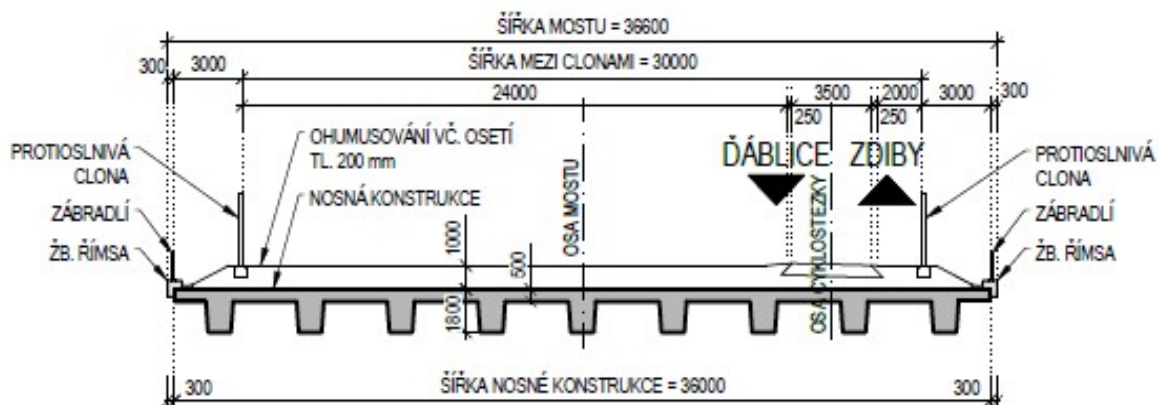 ŠÍŘKA MOSTU = 36600
300
3000
ŠÍŘKA MEZI CLONAMI = 30000
24000
3500
2000
3000
300
250
250
PROTIOSLNIVÁ
CLONA
OHUMUSOVÁNÍ VČ. OSETÍ
TL. 200 mm
ĎÁBLICE
ZDIBY
PROTIOSLNIVÁ
CLONA
ZÁBRADLÍ
NOSNÁ KONSTRUKCE
ZÁBRADLÍ
ŽB. ŘÍMSA
ŽB. ŘÍMSA
OSA MOSTU
OSA CYKLOSTEZKY
1000
500
1800
300
ŠÍŘKA NOSNÉ KONSTRUKCE = 36000
300